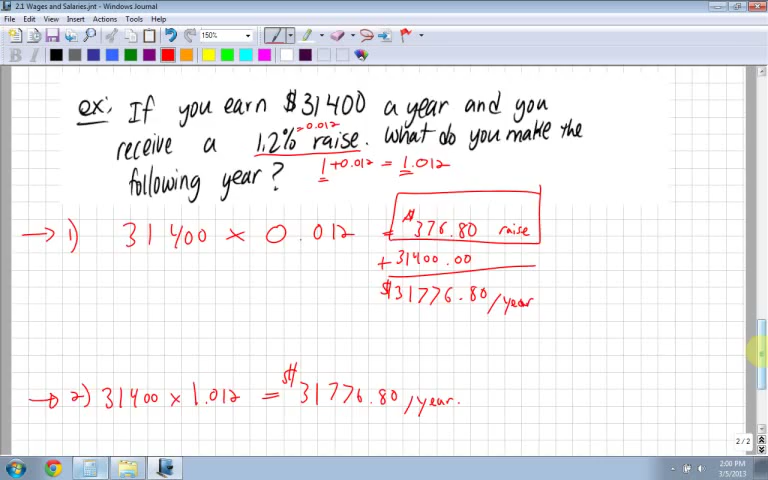 2.1 Wages and Salaries.jnt - Windows Journal
File Edit View Insert Actions Tools Help
150%
B I
ex: If you earn $31400 a year and you
receive a 1.2% raise. What do you make the
=0.012
following year?
1 + 0.012 = 1.012
→ 1) 31400 × 0.012 = $376.80 raise
+ 31400.00
$31776.80/year
→ 2) 31400 × 1.012 = $31776.80/year.
2/2
2:00 PM
3/5/2013